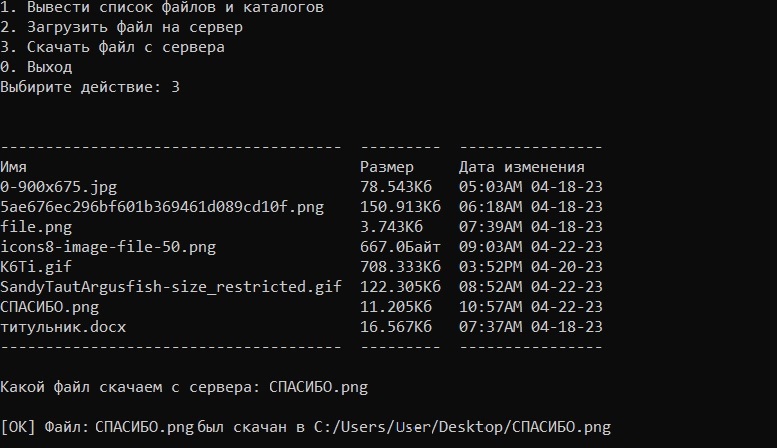 1. Вывести список файлов и каталогов
2. Загрузить файл на сервер
3. Скачать файл с сервера
0. Выход
Выбирите действие: 3
--------------------------------------  ---------  ----------------
Имя                                     Размер     Дата изменения
0-900x675.jpg                           78.543Кб   05:03AM 04-18-23
5ae676ec296bf601b369461d089cd10f.png    150.913Кб  06:18AM 04-18-23
file.png                                3.743Кб    07:39AM 04-18-23
icons8-image-file-50.png                667.0Байт  09:03AM 04-22-23
K6Ti.gif                                708.333Кб  03:52PM 04-20-23
SandyTautArgusfish-size_restricted.gif  122.305Кб  08:52AM 04-22-23
СПАСИБО.png                             11.205Кб   10:57AM 04-22-23
титульник.docx                          16.567Кб   07:37AM 04-18-23
--------------------------------------  ---------  ----------------
Какой файл скачаем с сервера: СПАСИБО.png
[OK] Файл: СПАСИБО.png был скачан в C:/Users/User/Desktop/СПАСИБО.png